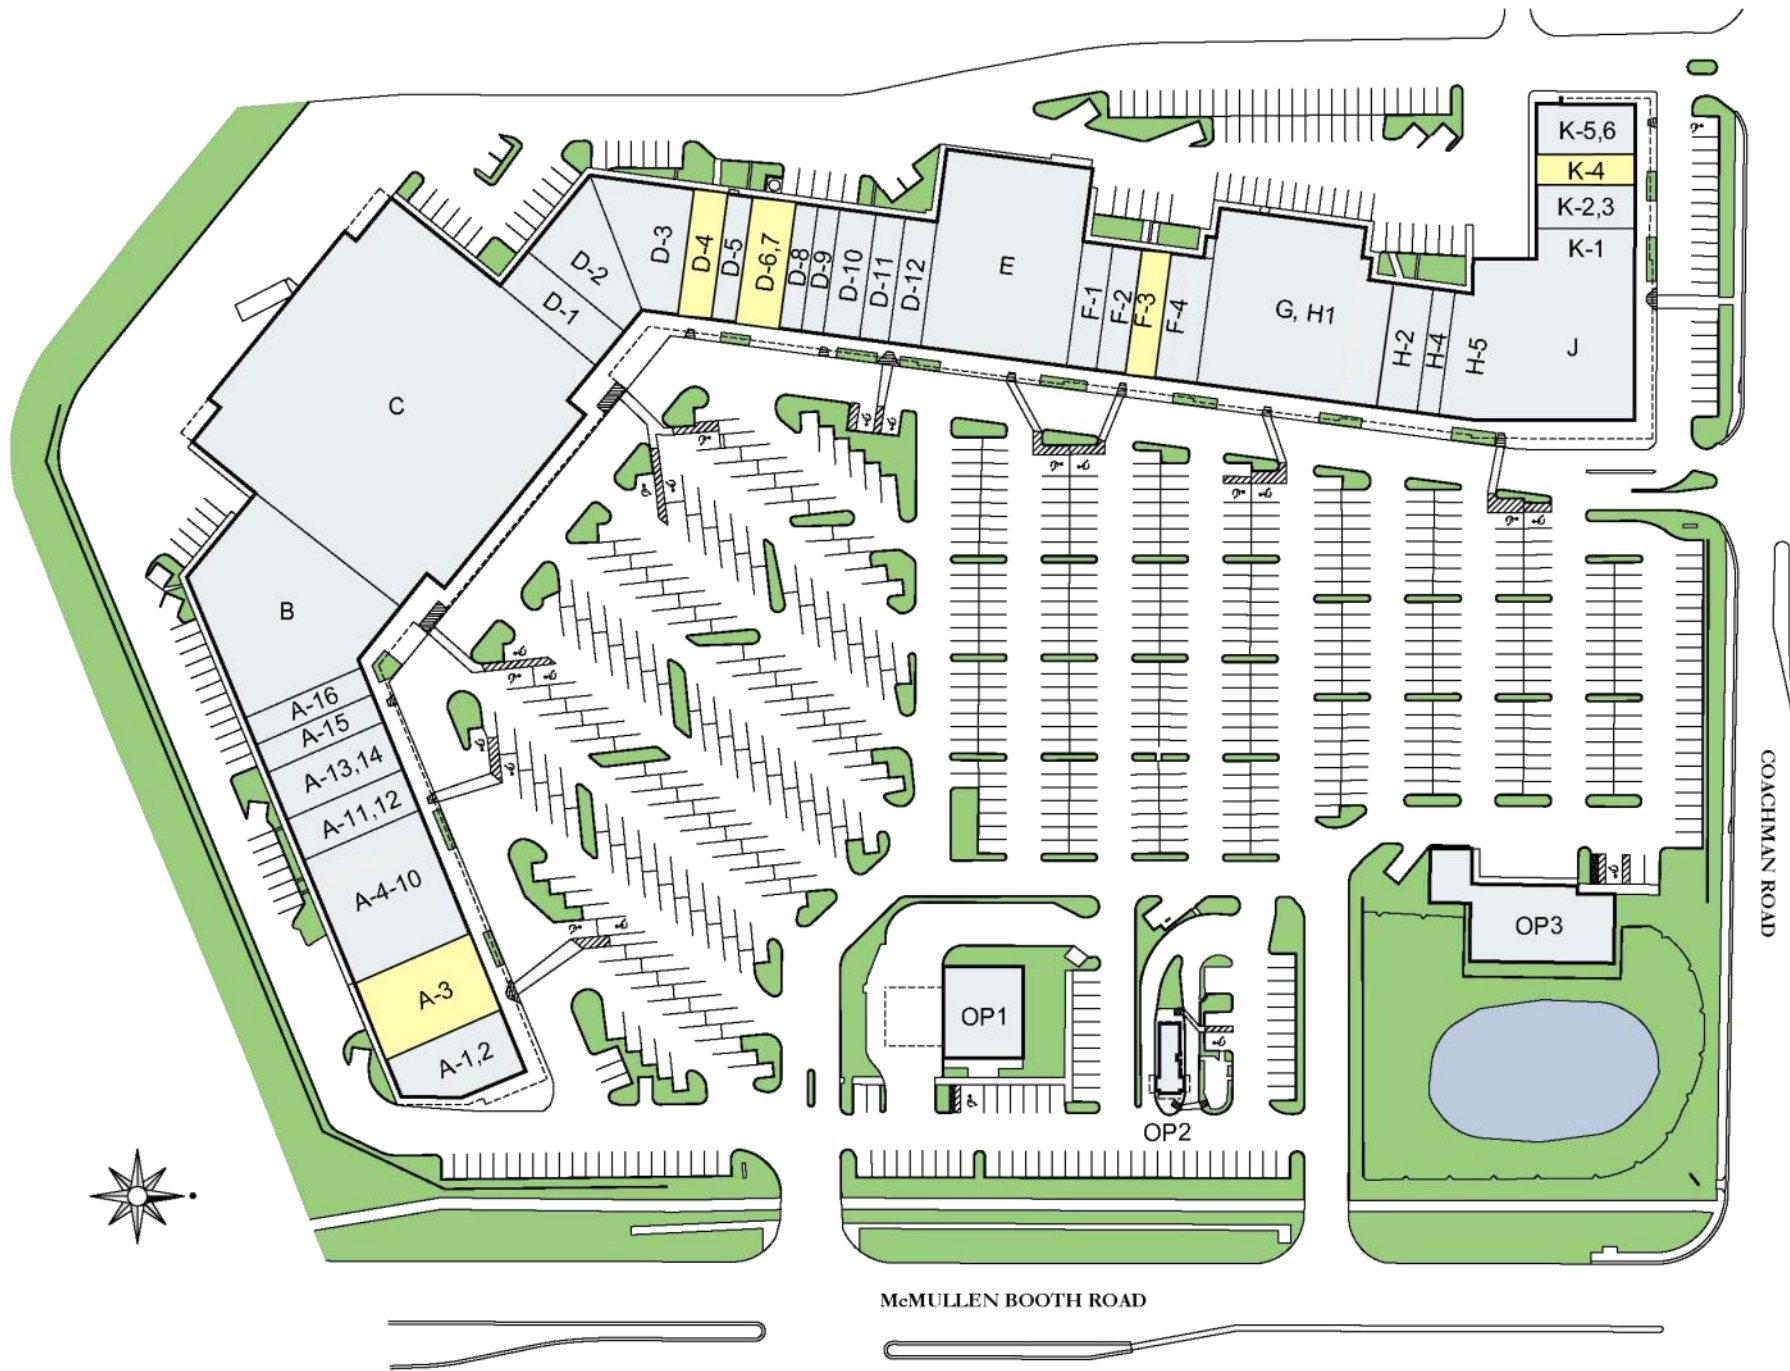 K-5,6
K-4
K-2,3
K-1
D-3
D-4
D-5
D-6,7
D-8
D-9
D-10
D-11
D-12
D-2
D-1
E
F-1
F-2
F-3
F-4
G, H1
H-2
H-4
H-5
J
C
B
A-16
A-15
A-13,14
A-11,12
A-4-10
A-3
A-1,2
OP1
OP2
OP3
COACHMAN ROAD
McMULLEN BOOTH ROAD